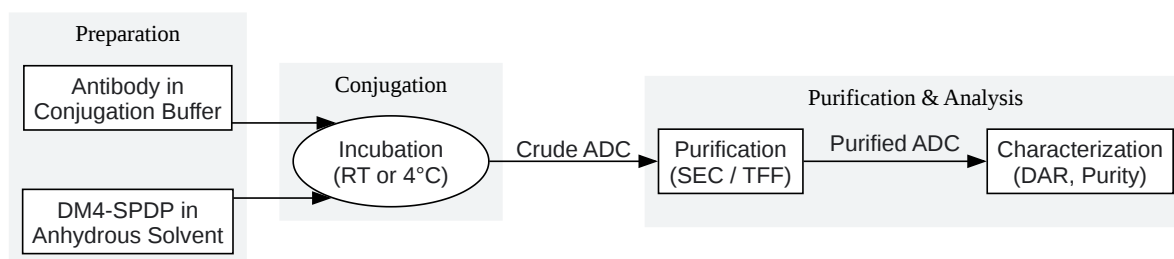 Preparation
Antibody in
Conjugation Buffer
DM4-SPDP in
Anhydrous Solvent
Conjugation
Incubation
(RT or 4°C)
Crude ADC
Purification & Analysis
Purification
(SEC / TFF)
Purified ADC
Characterization
(DAR, Purity)